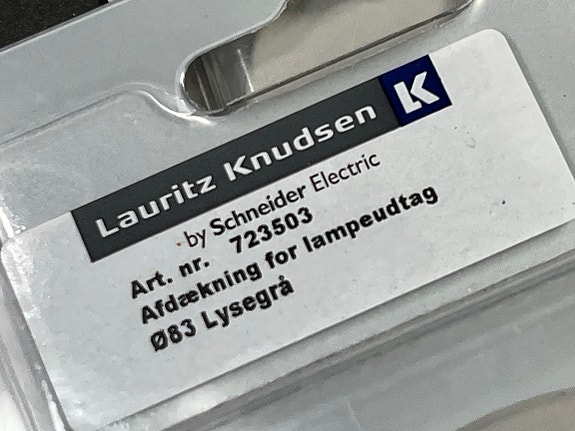 Lauritz Knudsen LK
by Schneider Electric
Art. nr. 723503
Afdækning for lampeudtag
Ø83 Lysegrå